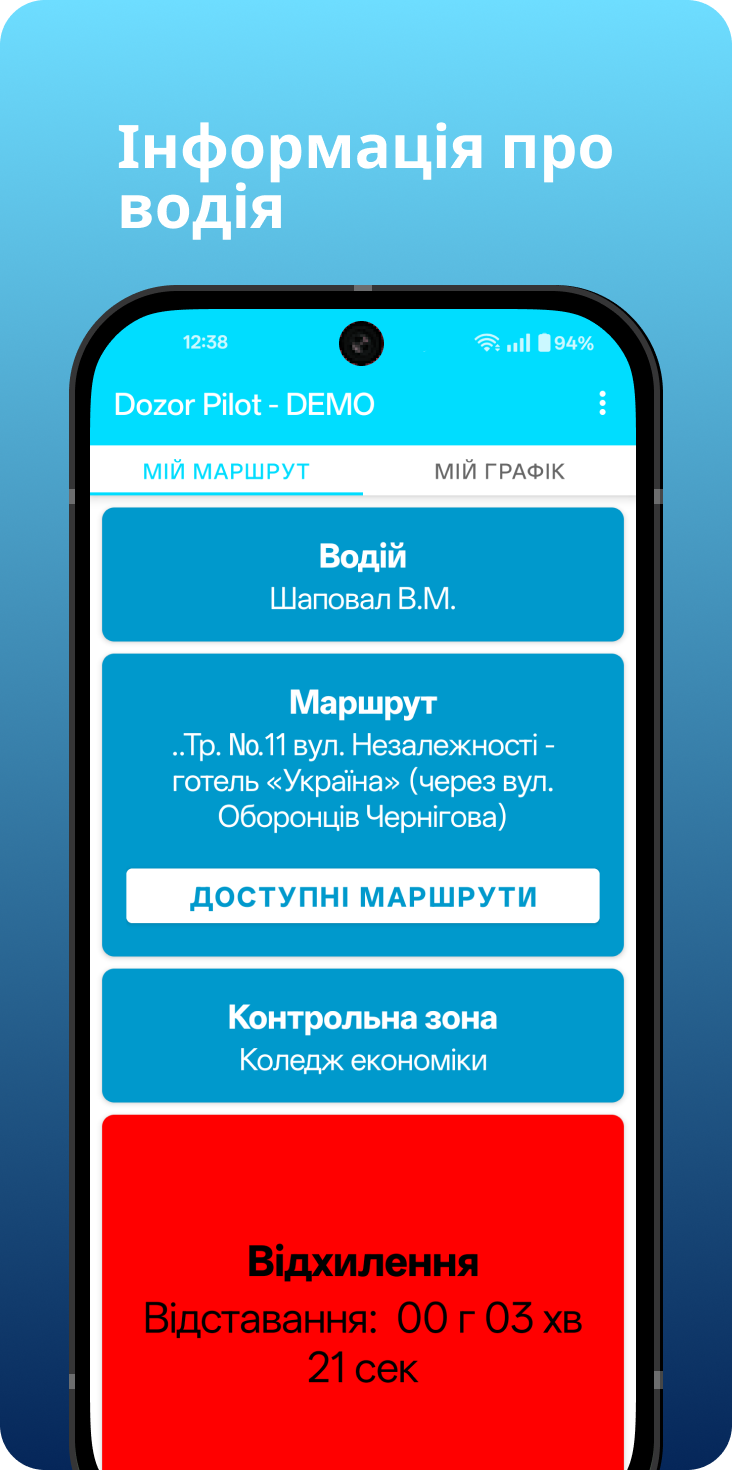 Інформація про
водія
12:38
94%
Dozor Pilot - DEMO
МІЙ МАРШРУТ
МІЙ ГРАФІК
Водій
Шаповал В.М.
Маршрут
..Тр. №.11 вул. Незалежності -
готель «Україна» (через вул.
Оборонців Чернігова)
ДОСТУПНІ МАРШРУТИ
Контрольна зона
Коледж економіки
Відхилення
Відставання:  00 г 03 хв
21 сек